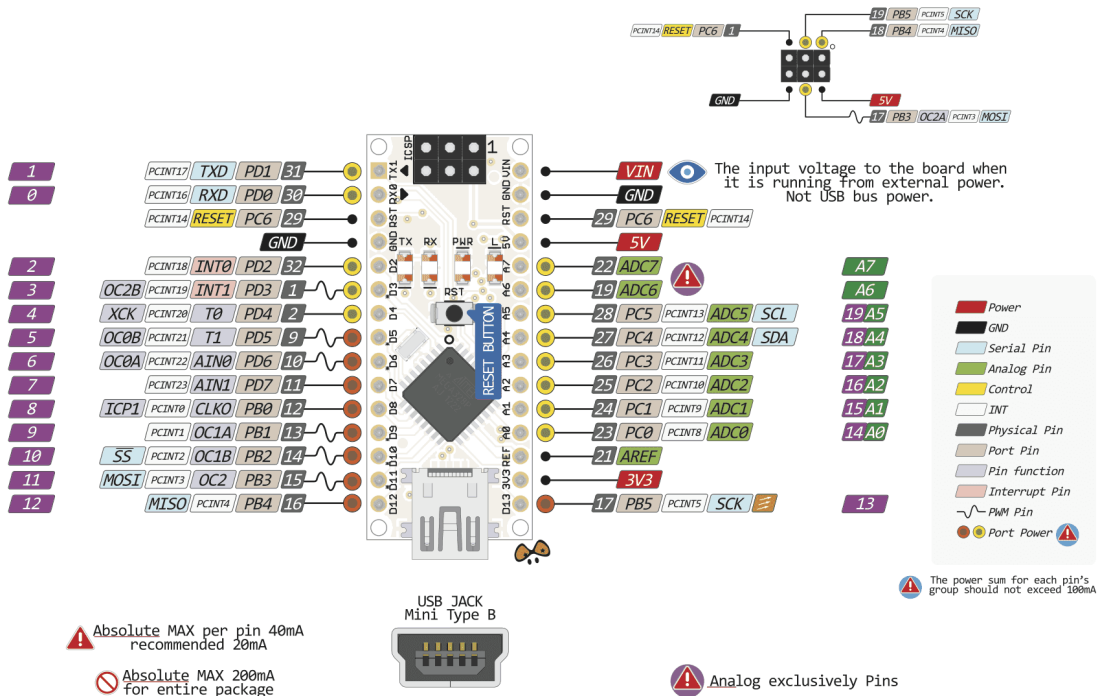 19 PB5 PCINT5 SCK
PCINT14 RESET PC6 1
18 PB4 PCINT4 MISO
GND
5V
17 PB3 OC2A PCINT3 MOSI
1 PCINT17 TXD PD1 31
0 PCINT16 RXD PD0 30
PCINT14 RESET PC6 29
GND
2 PCINT18 INT0 PD2 32
3 OC2B PCINT19 INT1 PD3 1
4 XCK PCINT20 T0 PD4 2
5 OC0B PCINT21 T1 PD5 9
6 OC0A PCINT22 AIN0 PD6 10
7 PCINT23 AIN1 PD7 11
8 ICP1 PCINT0 CLKO PB0 12
9 PCINT1 OC1A PB1 13
10 SS PCINT2 OC1B PB2 14
11 MOSI PCINT3 OC2 PB3 15
12 MISO PCINT4 PB4 16
ICSP
1
TX1
RX0
RST
GND
D2
D3
D4
D5
D6
D7
D8
D9
D10
D11
D12
TX RX PWR L
RST
RESET BUTTON
VIN
GND
RST
5V
A7
A6
A5
A4
A3
A2
A1
A0
REF
3V3
D13
VIN
The input voltage to the board when
it is running from external power.
Not USB bus power.
GND
29 PC6 RESET PCINT14
5V
22 ADC7 A7
19 ADC6 A6
28 PC5 PCINT13 ADC5 SCL 19 A5
27 PC4 PCINT12 ADC4 SDA 18 A4
26 PC3 PCINT11 ADC3 17 A3
25 PC2 PCINT10 ADC2 16 A2
24 PC1 PCINT9 ADC1 15 A1
23 PC0 PCINT8 ADC0 14 A0
21 AREF
3V3
17 PB5 PCINT5 SCK 13
Power
GND
Serial Pin
Analog Pin
Control
INT
Physical Pin
Port Pin
Pin function
Interrupt Pin
PWM Pin
Port Power
The power sum for each pin's
group should not exceed 100mA
USB JACK
Mini Type B
Absolute MAX per pin 40mA
recommended 20mA
Absolute MAX 200mA
for entire package
Analog exclusively Pins